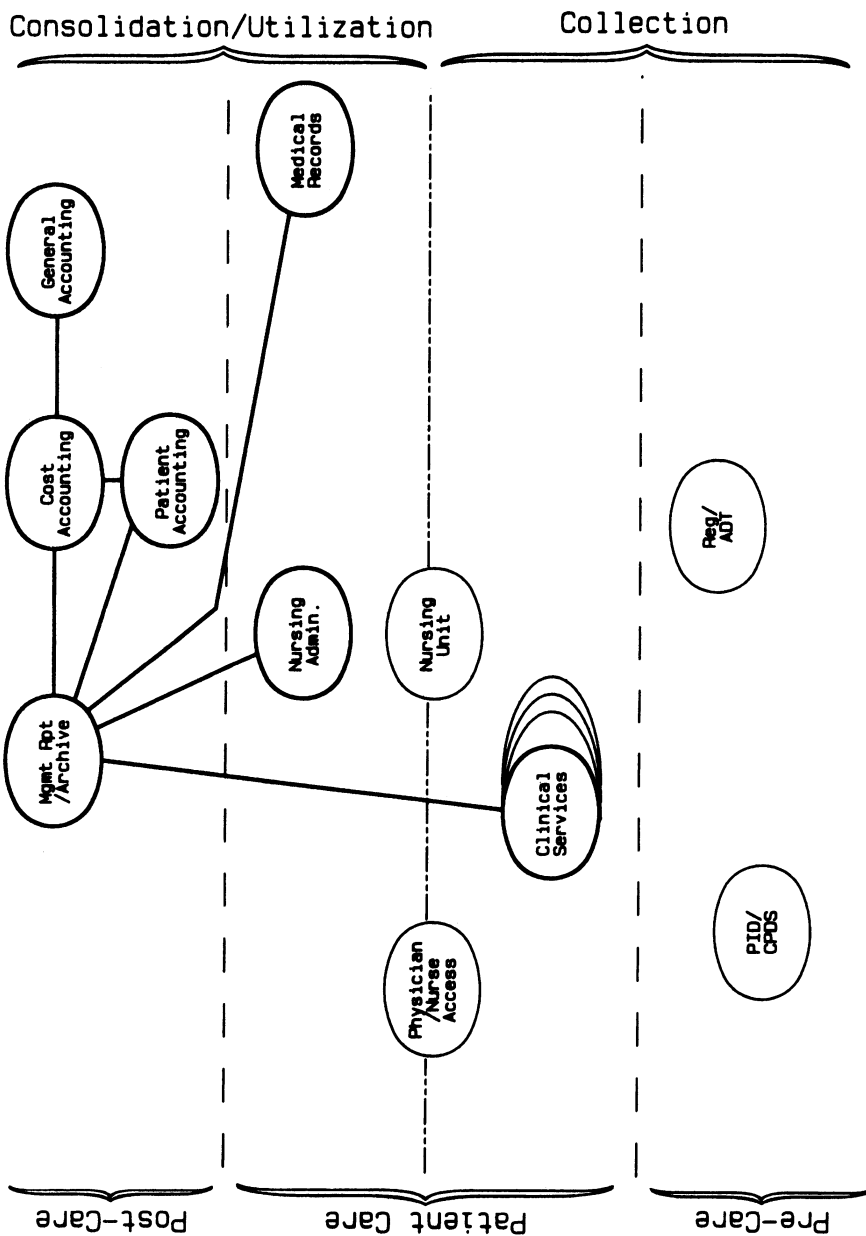 Consolidation/Utilization
Collection
Medical
Records
General
Accounting
Cost
Accounting
Patient
Accounting
Reg/
ADT
Nursing
Admin.
Nursing
Unit
Mgmt Rpt
/Archive
Clinical
Services
PID/
CPDS
Physician
/Nurse
Access
Post-Care
Patient Care
Pre-Care